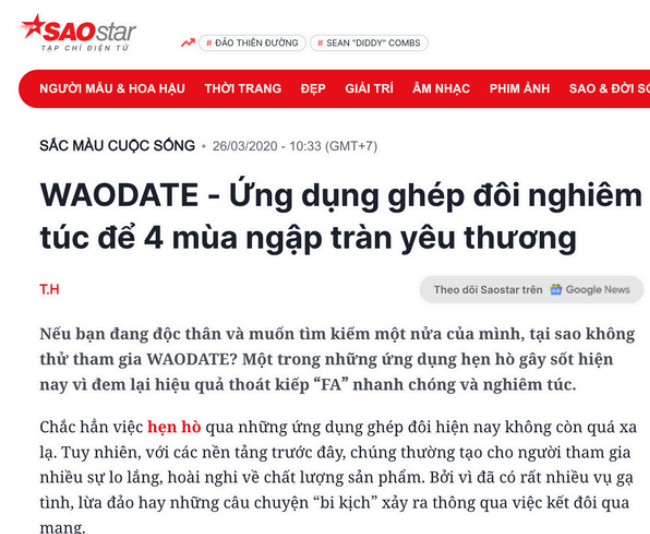 SAOstar
TẠP CHÍ ĐIỆN TỬ
# ĐẢO THIÊN ĐƯỜNG # SEAN "DIDDY" COMBS
NGƯỜI MẪU & HOA HẬU THỜI TRANG ĐẸP GIẢI TRÍ ÂM NHẠC PHIM ẢNH SAO & ĐỜI SỐ
SẮC MÀU CUỘC SỐNG • 26/03/2020 - 10:33 (GMT+7)
WAODATE - Ứng dụng ghép đôi nghiêm
túc để 4 mùa ngập tràn yêu thương
T.H
Theo dõi Saostar trên Google News
Nếu bạn đang độc thân và muốn tìm kiếm một nửa của mình, tại sao không
thử tham gia WAODATE? Một trong những ứng dụng hẹn hò gây sốt hiện
nay vì đem lại hiệu quả thoát kiếp “FA” nhanh chóng và nghiêm túc.
Chắc hẳn việc hẹn hò qua những ứng dụng ghép đôi hiện nay không còn quá xa
lạ. Tuy nhiên, với các nền tảng trước đây, chúng thường tạo cho người tham gia
nhiều sự lo lắng, hoài nghi về chất lượng sản phẩm. Bởi vì đã có rất nhiều vụ gạ
tình, lừa đảo hay những câu chuyện “bi kịch” xảy ra thông qua việc kết đôi qua
mạng.